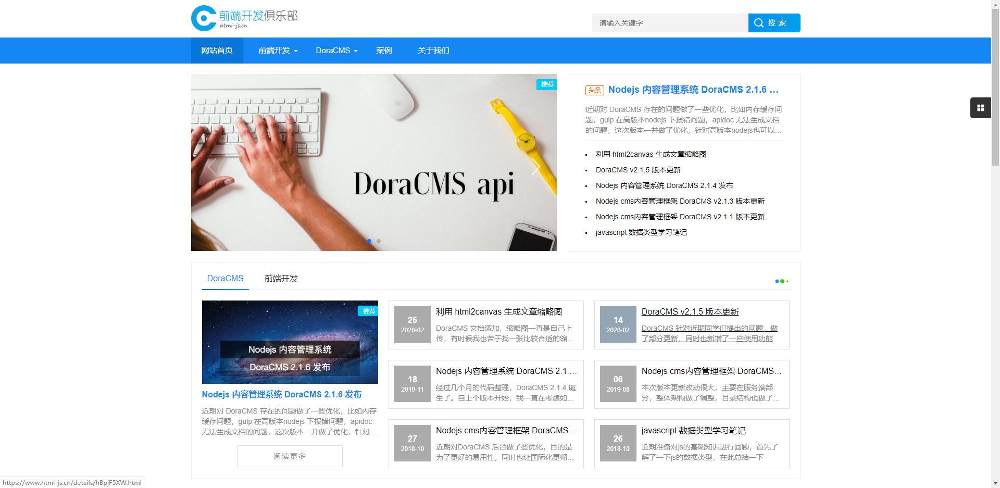 前端开发俱乐部
html-js.cn
请输入关键字
搜 索
网站首页
前端开发
DoraCMS
案例
关于我们
推荐
DoraCMS api
头条 Nodejs 内容管理系统 DoraCMS 2.1.6 ...
近期对 DoraCMS 存在的问题做了一些优化，比如内存缓存问
题，gulp 在高版本nodejs 下报错问题，apidoc 无法生成文档
的问题，这次版本一并做了优化，针对高版本nodejs也可以...
利用 html2canvas 生成文章缩略图
DoraCMS v2.1.5 版本更新
Nodejs 内容管理系统 DoraCMS 2.1.4 发布
Nodejs cms内容管理框架 DoraCMS v2.1.3 版本更新
Nodejs cms内容管理框架 DoraCMS v2.1.1 版本更新
javascript 数据类型学习笔记
DoraCMS
前端开发
推荐
Nodejs 内容管理系统
DoraCMS 2.1.6 发布
Nodejs 内容管理系统 DoraCMS 2.1.6 发布
近期对 DoraCMS 存在的问题做了一些优化，比如内存
缓存问题，gulp 在高版本nodejs 下报错问题，apidoc
无法生成文档的问题，这次版本一并做了优化，针对...
阅读更多
26
2020-02
利用 html2canvas 生成文章缩略图
DoraCMS 文档添加，缩略图一直是自己上
传，有时候我也苦于找一张比较合适的缩...
14
2020-02
DoraCMS v2.1.5 版本更新
DoraCMS 针对近期同学们提出的问题，做
了部分更新，同时也新增了一些使用功能
18
2019-11
Nodejs 内容管理系统 DoraCMS 2.1....
经过几个月的代码整理，DoraCMS 2.1.4 诞
生了。自上个版本开始，我一直在考虑如...
06
2019-08
Nodejs cms内容管理框架 DoraCMS...
本次版本更新改动很大，主要在服务端部
分，整体架构做了调整，目录结构也做了...
27
2018-10
Nodejs cms内容管理框架 DoraCMS...
近期对DoraCMS 后台做了些优化，目的是
为了更好的易用性，同时也让国际化更彻...
26
2018-10
javascript 数据类型学习笔记
近期准备对js的基础知识进行回顾，首先了
解了一下js的数据类型，在此总结一下
https://www.html-js.cn/details/hBpjF5XW.html